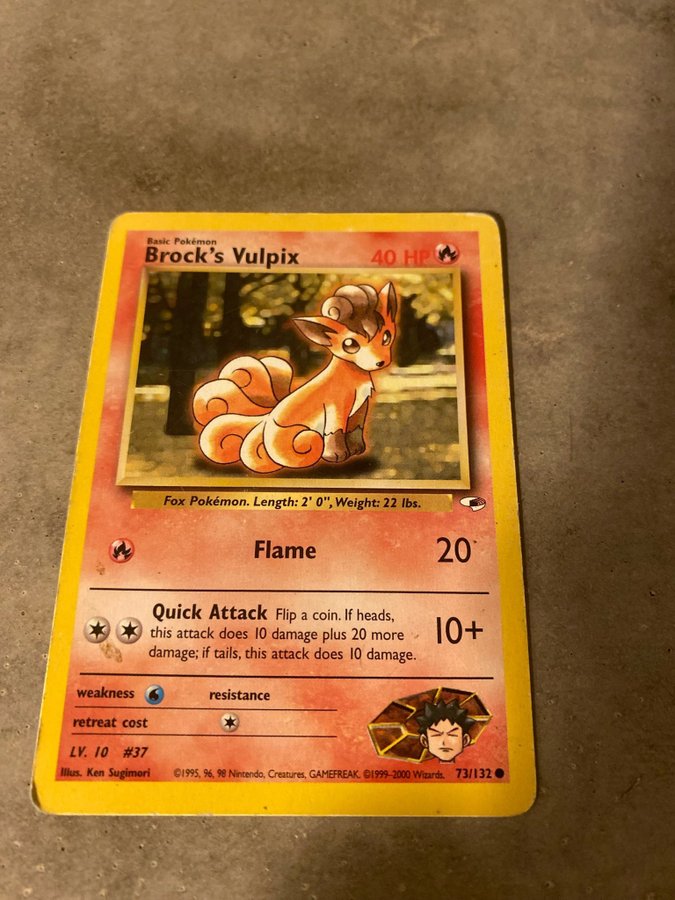 Basic Pokémon
Brock's Vulpix 40 HP
Fox Pokémon. Length: 2' 0", Weight: 22 lbs.
Flame 20
Quick Attack Flip a coin. If heads,
this attack does 10 damage plus 20 more
damage; if tails, this attack does 10 damage.
10+
weakness resistance
retreat cost
LV. 10 #37
Illus. Ken Sugimori ©1995, 96, 98 Nintendo, Creatures, GAMEFREAK. ©1999-2000 Wizards. 73/132